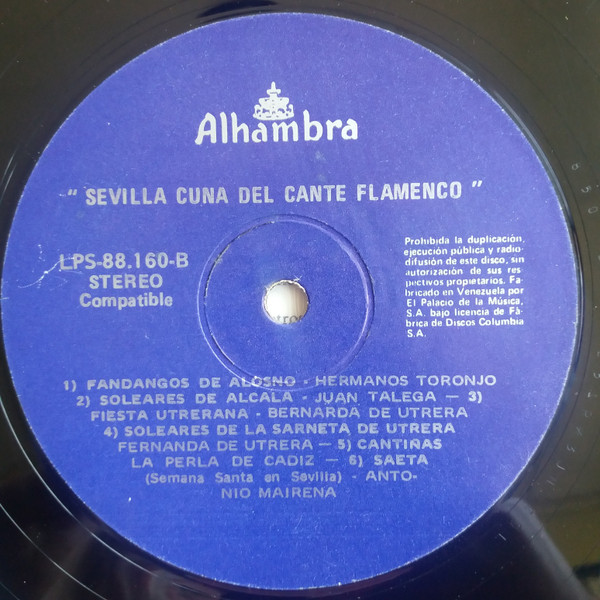 Alhambra
" SEVILLA CUNA DEL CANTE FLAMENCO "
LPS-88.160-B
STEREO
Compatible
Prohibida la duplicación,
ejecución pública y radio-
difusión de este disco, sin
autorización de sus res-
pectivos propietarios. Fa-
bricado en Venezuela por
El Palacio de la Música,
S.A. bajo licencia de Fà-
brica de Discos Columbia
S.A.
1) FANDANGOS DE ALOSNO - HERMANOS TORONJO
2) SOLEARES DE ALCALA - JUAN TALEGA — 3)
FIESTA UTRERANA - BERNARDA DE UTRERA
4) SOLEARES DE LA SARNETA DE UTRERA
FERNANDA DE UTRERA — 5) CANTIÑAS
LA PERLA DE CADIZ — 6) SAETA
(Semana Santa en Sevilla) - ANTO-
NIO MAIRENA